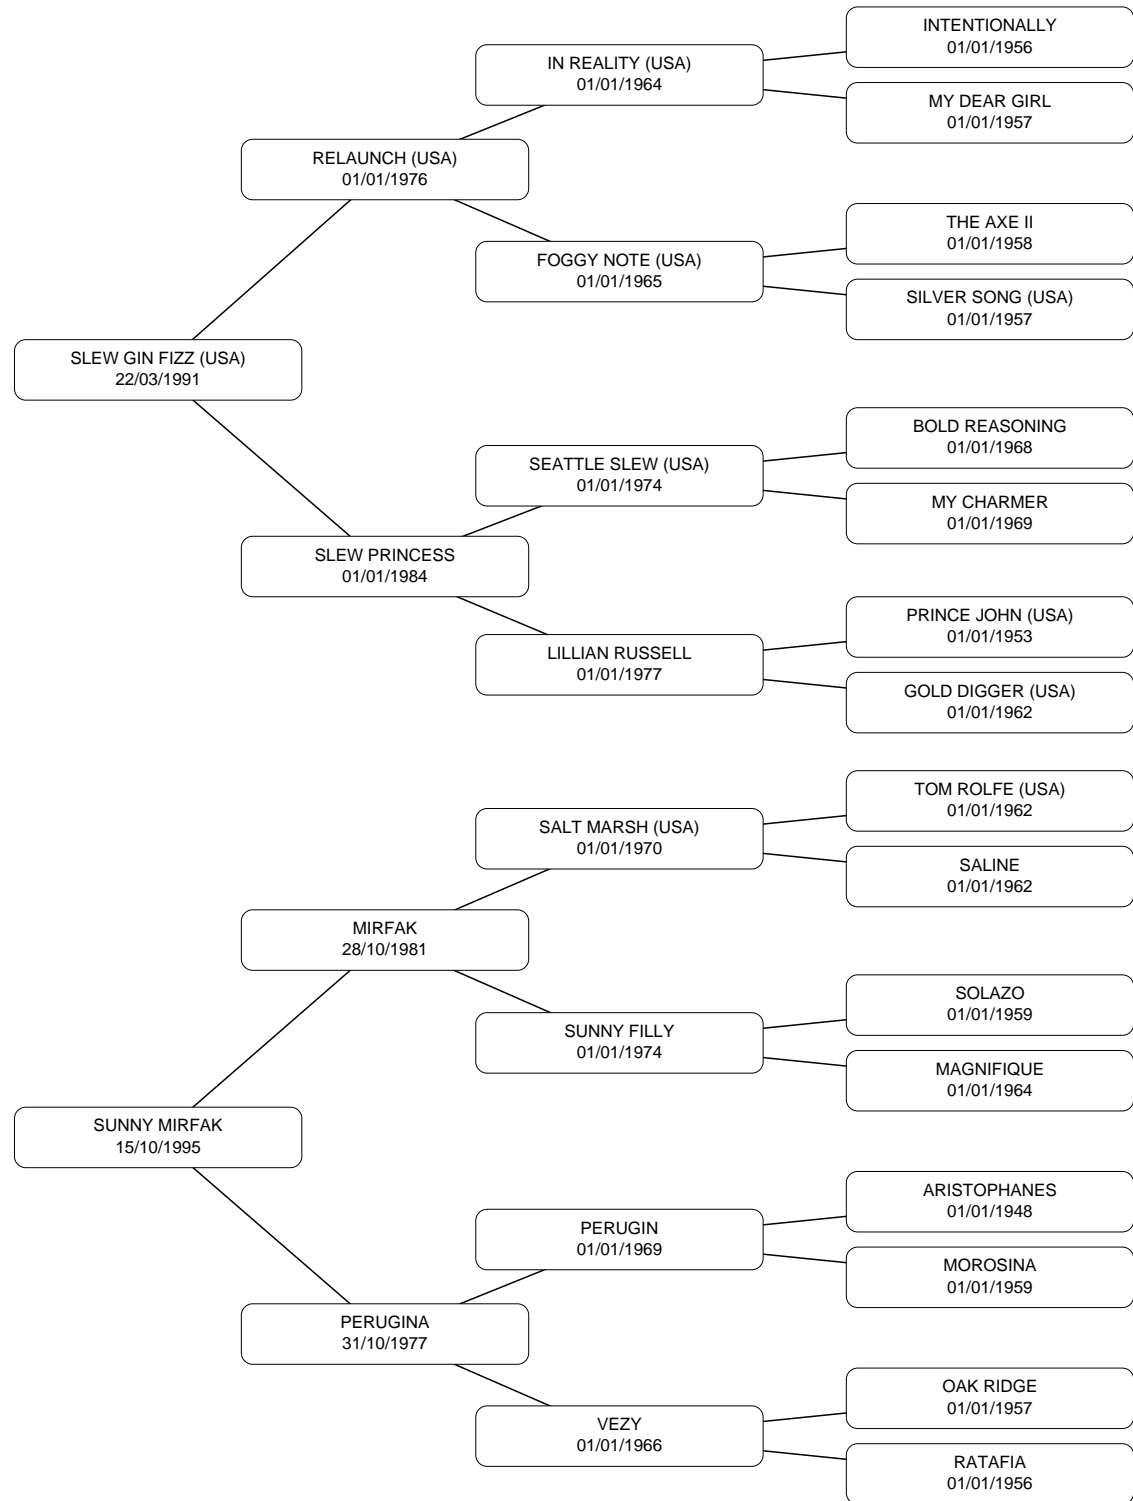 INTENTIONALLY
01/01/1956
IN REALITY (USA)
01/01/1964
MY DEAR GIRL
01/01/1957
RELAUNCH (USA)
01/01/1976
THE AXE II
01/01/1958
FOGGY NOTE (USA)
01/01/1965
SILVER SONG (USA)
01/01/1957
SLEW GIN FIZZ (USA)
22/03/1991
BOLD REASONING
01/01/1968
SEATTLE SLEW (USA)
01/01/1974
MY CHARMER
01/01/1969
SLEW PRINCESS
01/01/1984
PRINCE JOHN (USA)
01/01/1953
LILLIAN RUSSELL
01/01/1977
GOLD DIGGER (USA)
01/01/1962
TOM ROLFE (USA)
01/01/1962
SALT MARSH (USA)
01/01/1970
SALINE
01/01/1962
MIRFAK
28/10/1981
SOLAZO
01/01/1959
SUNNY FILLY
01/01/1974
MAGNIFIQUE
01/01/1964
SUNNY MIRFAK
15/10/1995
ARISTOPHANES
01/01/1948
PERUGIN
01/01/1969
MOROSINA
01/01/1959
PERUGINA
31/10/1977
OAK RIDGE
01/01/1957
VEZY
01/01/1966
RATAFIA
01/01/1956